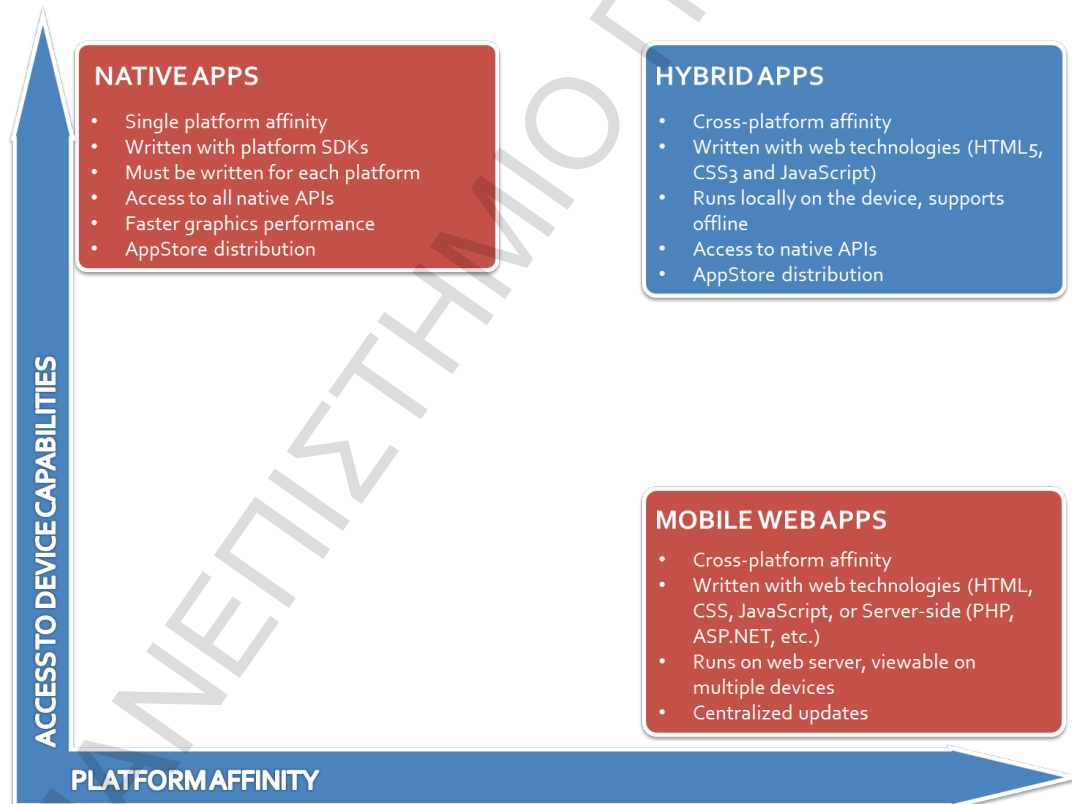 NATIVE APPS
• Single platform affinity
• Written with platform SDKs
• Must be written for each platform
• Access to all native APIs
• Faster graphics performance
• AppStore distribution
HYBRID APPS
• Cross-platform affinity
• Written with web technologies (HTML5,
CSS3 and JavaScript)
• Runs locally on the device, supports
offline
• Access to native APIs
• AppStore distribution
MOBILE WEB APPS
• Cross-platform affinity
• Written with web technologies (HTML,
CSS, JavaScript, or Server-side (PHP,
ASP.NET, etc.)
• Runs on web server, viewable on
multiple devices
• Centralized updates
ACCESS TO DEVICE CAPABILITIES
PLATFORM AFFINITY
ΠΑΝΕΠΙΣΤΗΜΙΟ Π